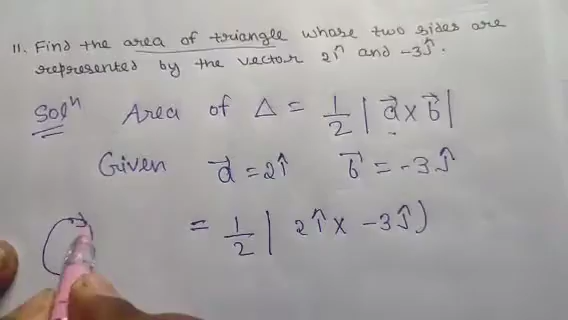 11. Find the area of triangle whose two sides are
represented by the vector 2î and -3ĵ.
Solⁿ Area of Δ = 1/2 | a⃗ × b⃗ |
Given a⃗ = 2î b⃗ = -3ĵ
= 1/2 | 2î × -3ĵ )